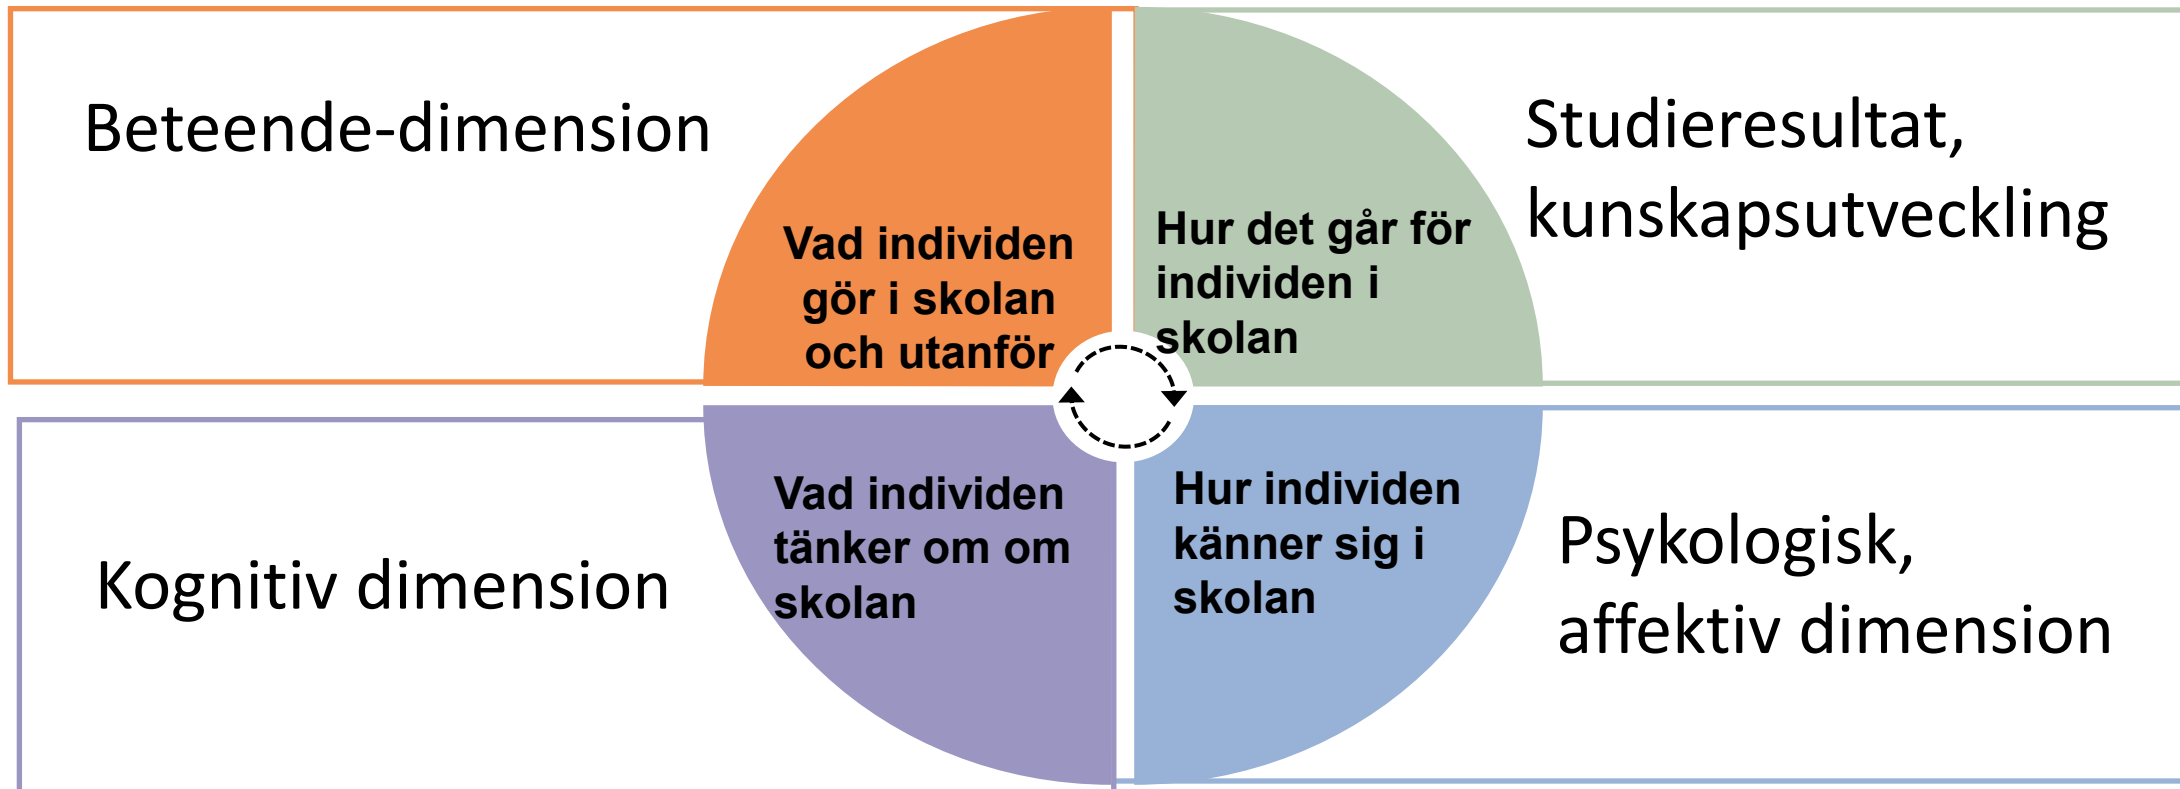 Beteende-dimension
Vad individen
gör i skolan
och utanför
Hur det går för
individen i
skolan
Studieresultat,
kunskapsutveckling
Kognitiv dimension
Vad individen
tänker om om
skolan
Hur individen
känner sig i
skolan
Psykologisk,
affektiv dimension